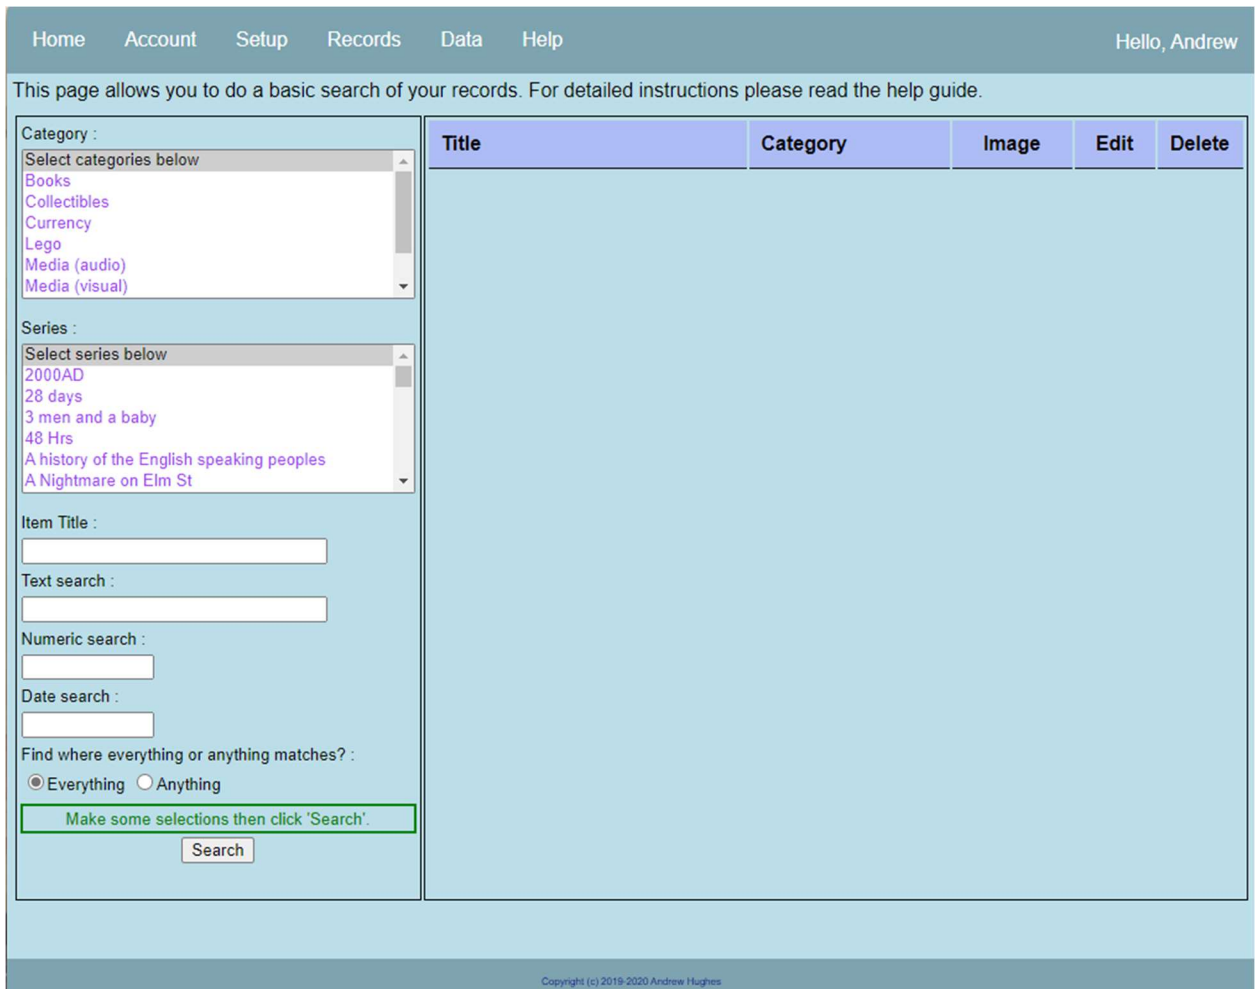 Home Account Setup Records Data Help Hello, Andrew
This page allows you to do a basic search of your records. For detailed instructions please read the help guide.
Category :
Select categories below
Books
Collectibles
Currency
Lego
Media (audio)
Media (visual)
Series :
Select series below
2000AD
28 days
3 men and a baby
48 Hrs
A history of the English speaking peoples
A Nightmare on Elm St
Item Title :
Text search :
Numeric search :
Date search :
Find where everything or anything matches? :
Everything Anything
Make some selections then click 'Search'.
Search
Title Category Image Edit Delete
Copyright (c) 2019-2020 Andrew Hughes